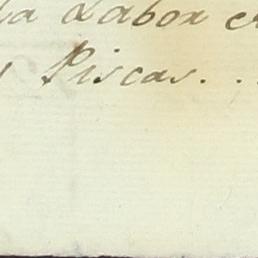 la Labor
Piscas. . .